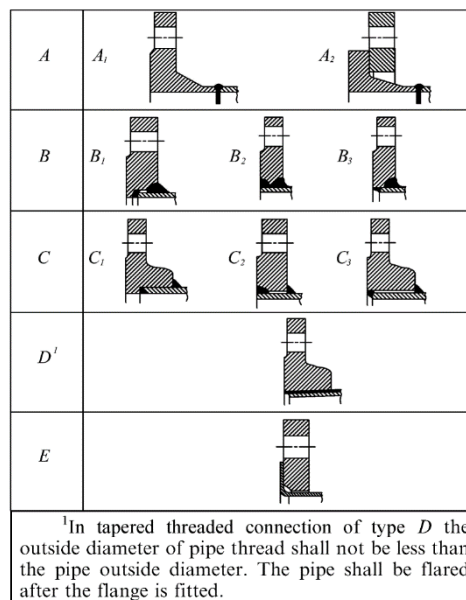 A A₁ A₂
B B₁ B₂ B₃
C C₁ C₂ C₃
D¹
E
¹In tapered threaded connection of type D the
outside diameter of pipe thread shall not be less than
the pipe outside diameter. The pipe shall be flared
after the flange is fitted.